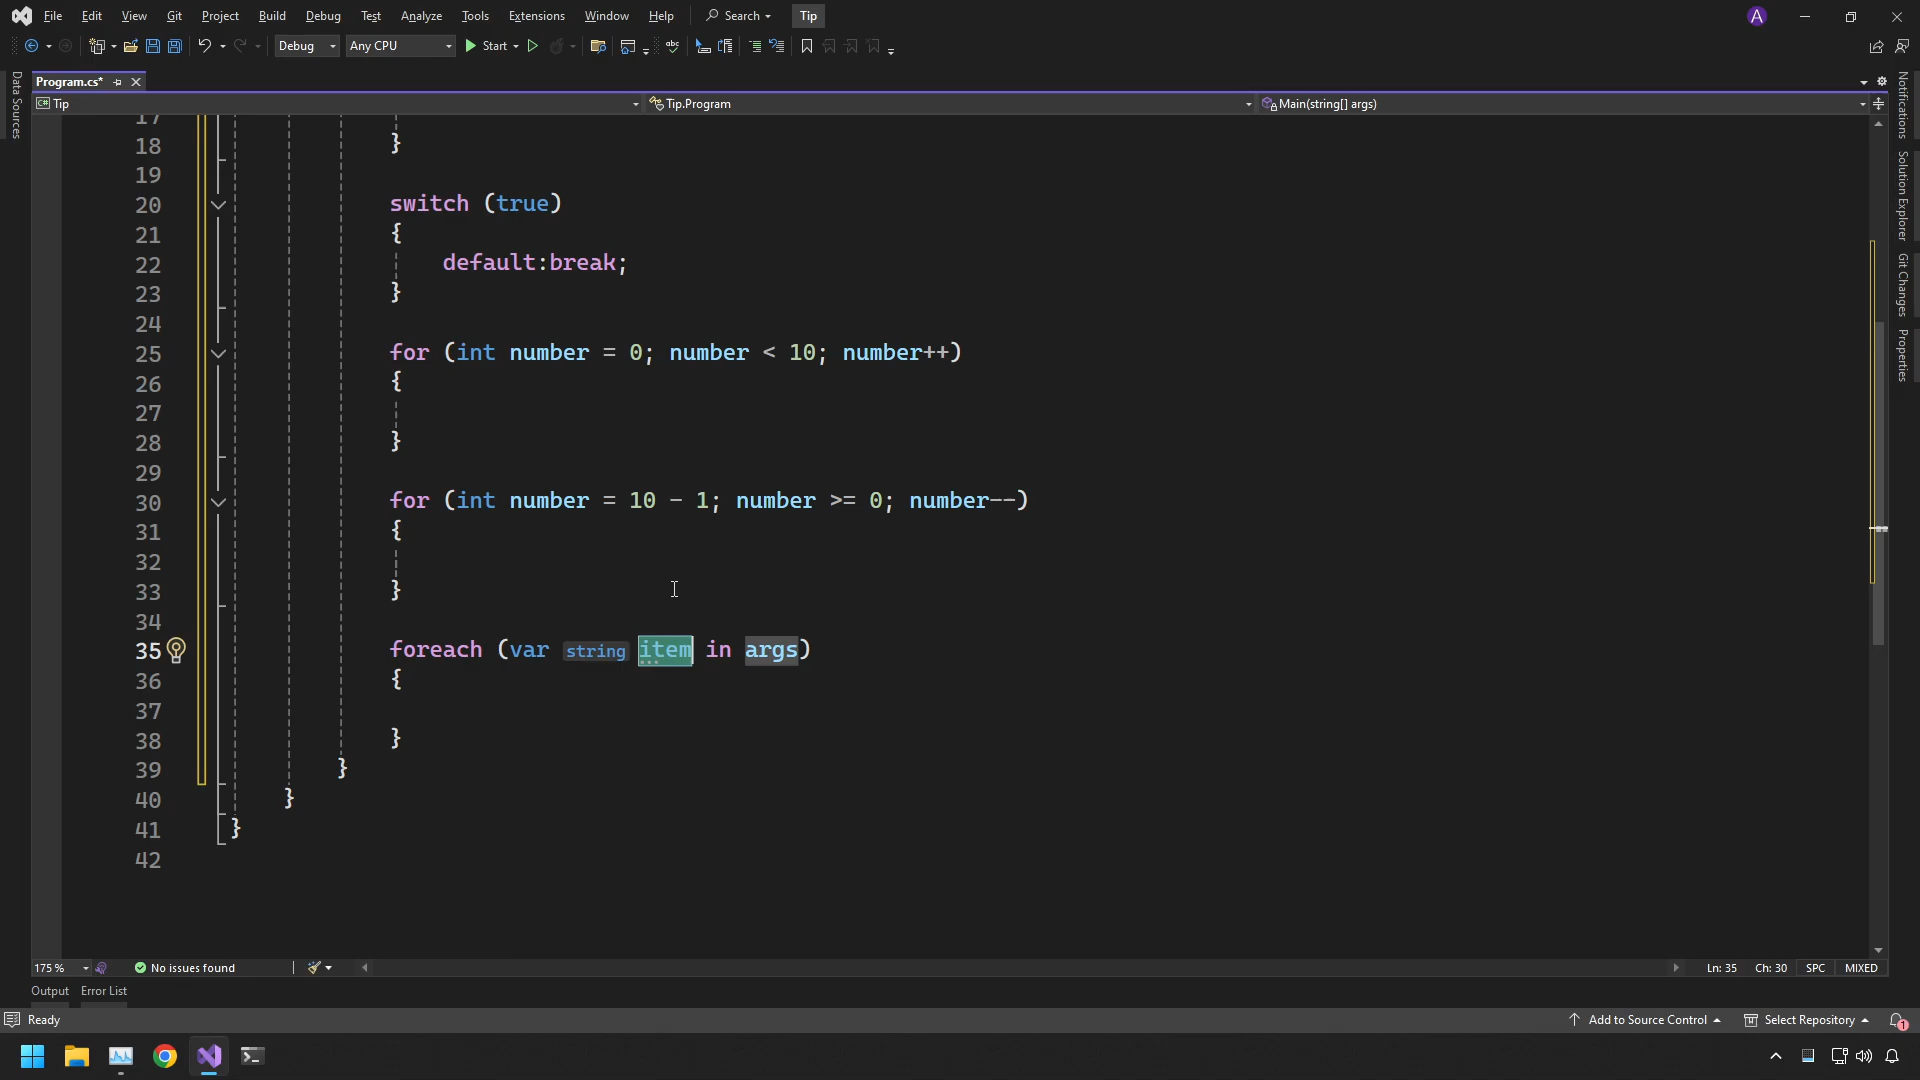 File Edit View Git Project Build Debug Test Analyze Tools Extensions Window Help Search Tip A
Debug Any CPU Start
Data Sources
Program.cs*
C# Tip Tip.Program Main(string[] args)
17
18 }
19
20 switch (true)
21 {
22 default:break;
23 }
24
25 for (int number = 0; number < 10; number++)
26 {
27
28 }
29
30 for (int number = 10 - 1; number >= 0; number--)
31 {
32
33 }
34
35 foreach (var string item in args)
36 {
37
38 }
39 }
40 }
41 }
42
Notifications
Solution Explorer
Git Changes
Properties
175 % No issues found Ln: 35 Ch: 30 SPC MIXED
Output Error List
Ready Add to Source Control Select Repository 1